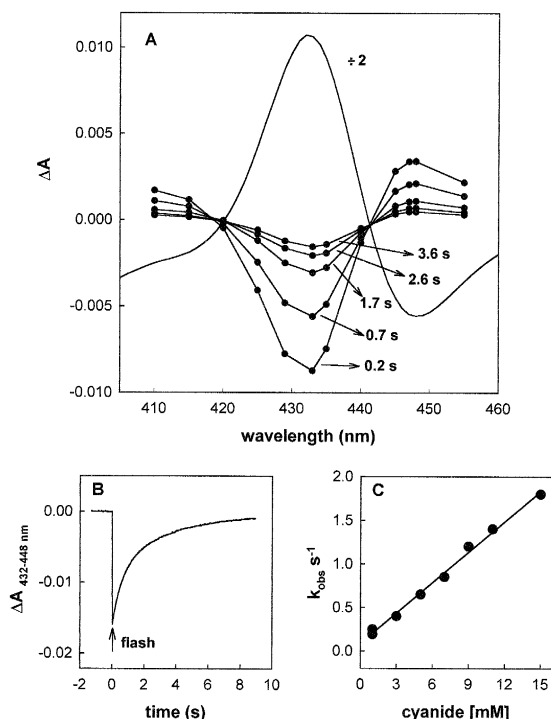 A
÷ 2
0.010
0.005
0.000
-0.005
-0.010
ΔA
3.6 s
2.6 s
1.7 s
0.7 s
0.2 s
410 420 430 440 450 460
wavelength (nm)
B
0.00
-0.01
-0.02
ΔA 432-448 nm
flash
-2 0 2 4 6 8 10
time (s)
C
2.0
1.5
1.0
0.5
0.0
kobs s-1
0 3 6 9 12 15
cyanide [mM]